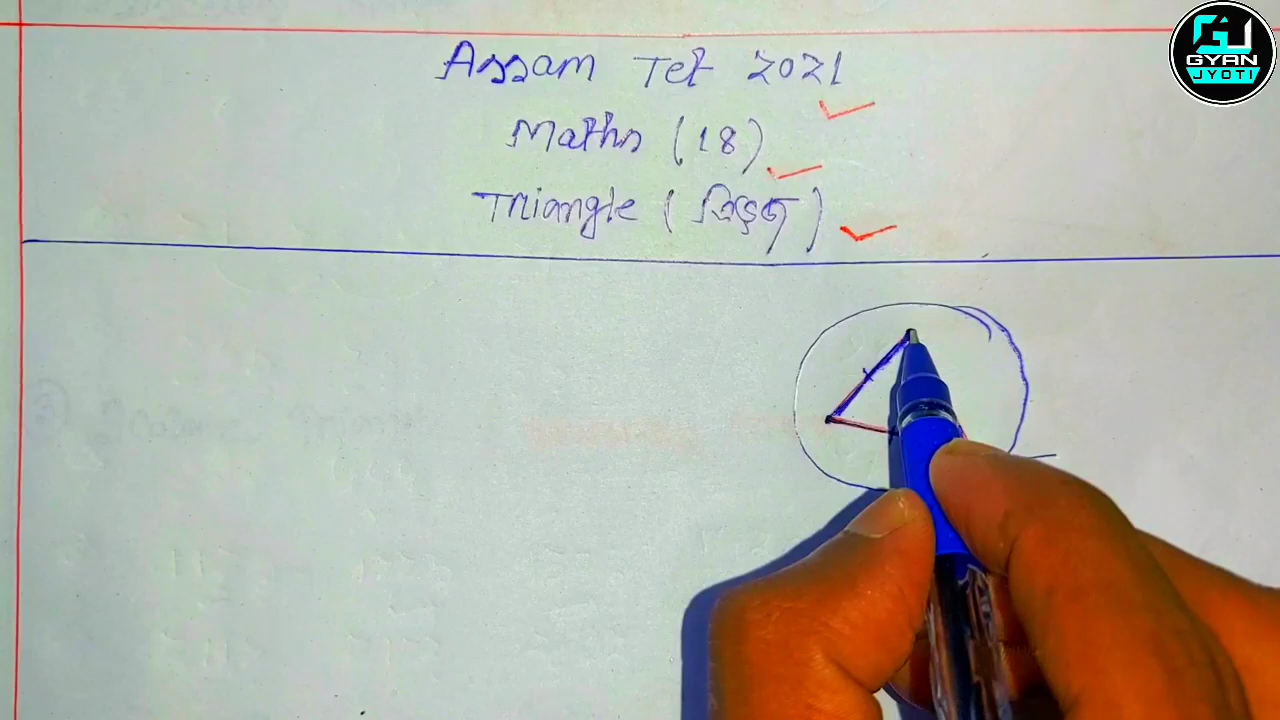 Assam Tet 2021
Maths (18)
Triangle (ত্রিভুজ)
GYAN
JYOTI